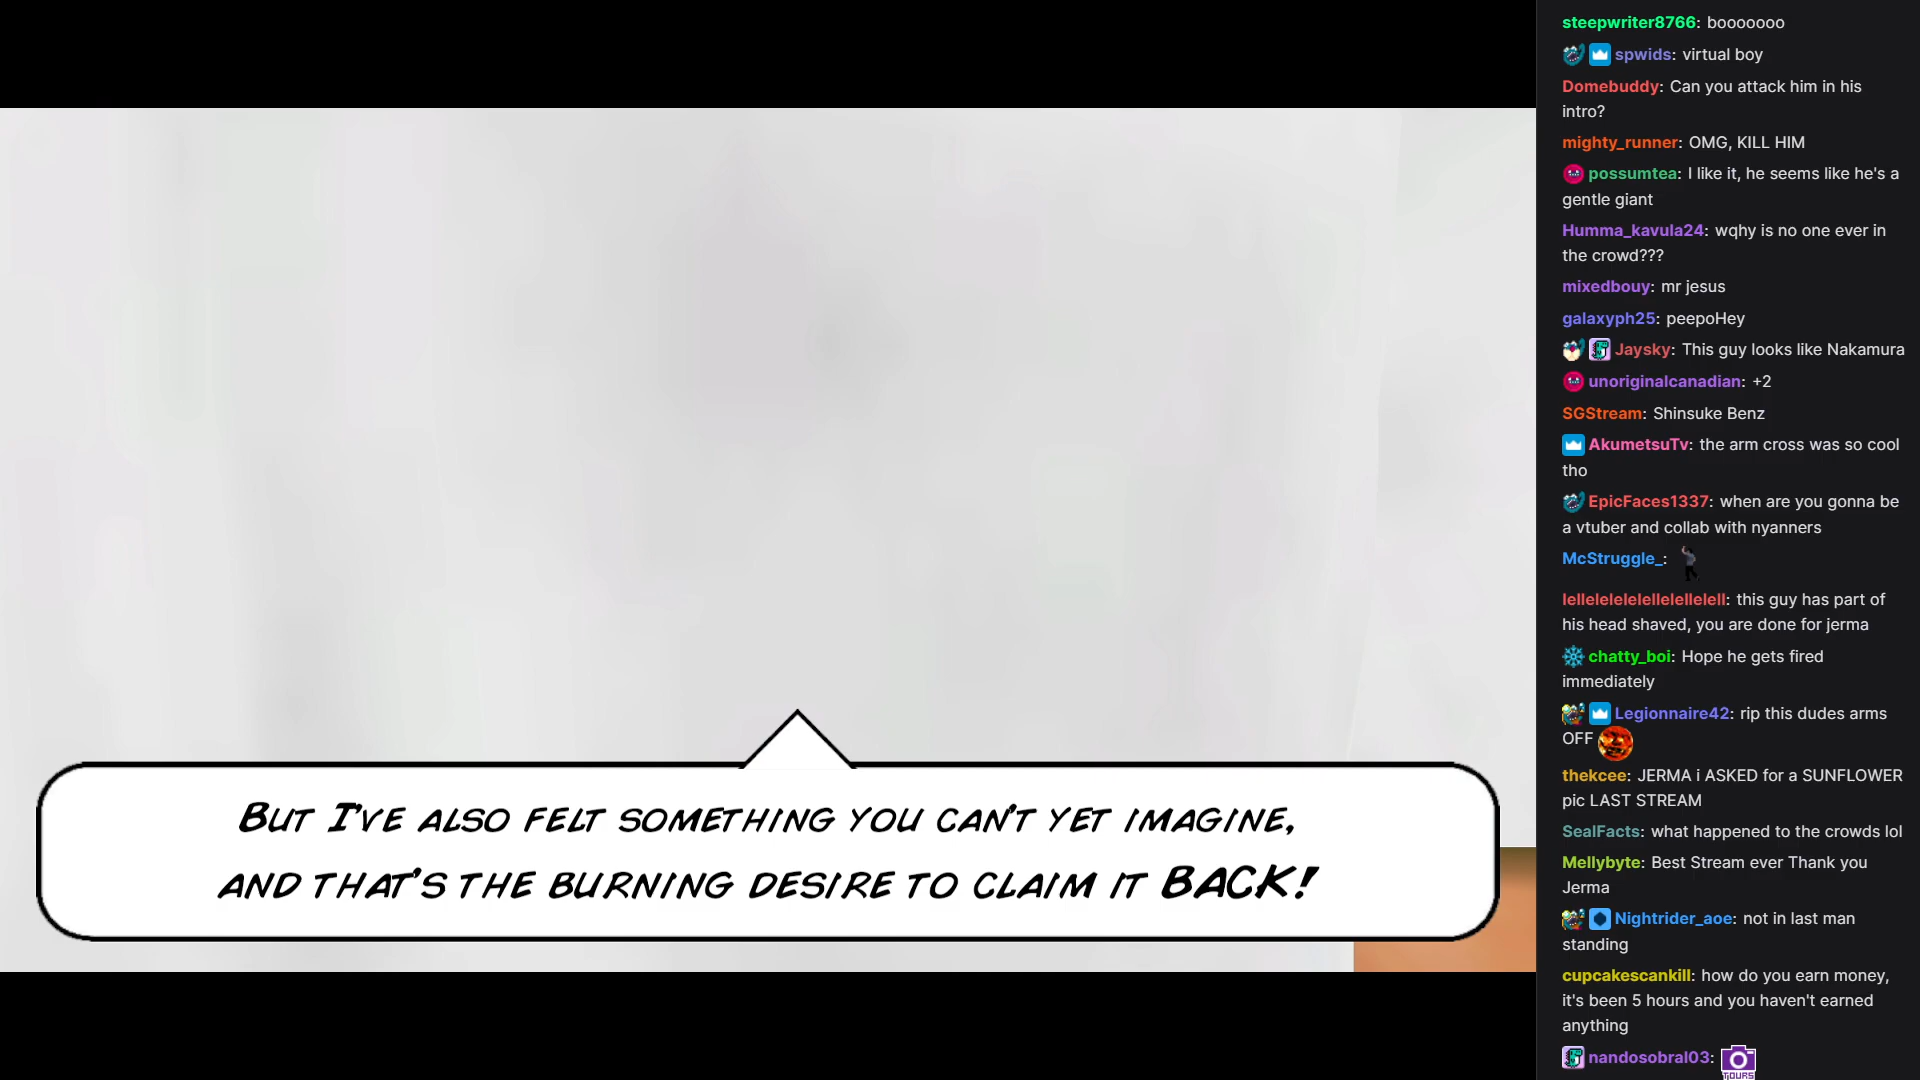 But I've also felt something you can't yet imagine,
and that's the burning desire to claim it BACK!
steepwriter8766: booooooo
spwids: virtual boy
Domebuddy: Can you attack him in his
intro?
mighty_runner: OMG, KILL HIM
possumtea: I like it, he seems like he's a
gentle giant
Humma_kavula24: wqhy is no one ever in
the crowd???
mixedbouy: mr jesus
galaxyph25: peepoHey
Jaysky: This guy looks like Nakamura
unoriginalcanadian: +2
SGStream: Shinsuke Benz
AkumetsuTv: the arm cross was so cool
tho
EpicFaces1337: when are you gonna be
a vtuber and collab with nyanners
McStruggle_:
lellelelelelellelellelell: this guy has part of
his head shaved, you are done for jerma
chatty_boi: Hope he gets fired
immediately
Legionnaire42: rip this dudes arms
OFF
thekcee: JERMA i ASKED for a SUNFLOWER
pic LAST STREAM
SealFacts: what happened to the crowds lol
Mellybyte: Best Stream ever Thank you
Jerma
Nightrider_aoe: not in last man
standing
cupcakescankill: how do you earn money,
it's been 5 hours and you haven't earned
anything
nandosobral03:
TOURS